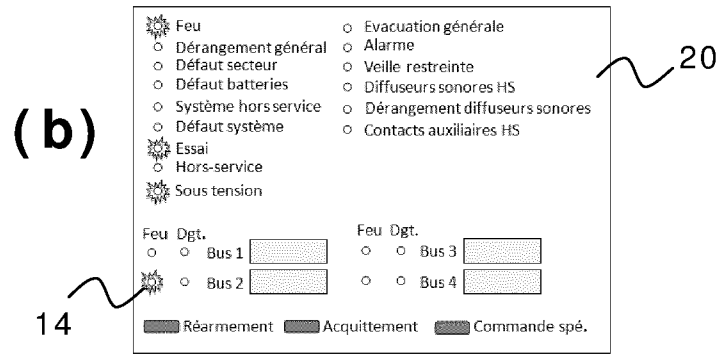 (b)
Feu
Dérangement général
Défaut secteur
Défaut batteries
Système hors service
Défaut système
Essai
Hors-service
Sous tension
Evacuation générale
Alarme
Veille restreinte
Diffuseurs sonores HS
Dérangement diffuseurs sonores
Contacts auxiliaires HS
20
Feu Dgt.
Bus 1
Bus 2
Feu Dgt.
Bus 3
Bus 4
14
Réarmement Acquittement Commande spé.